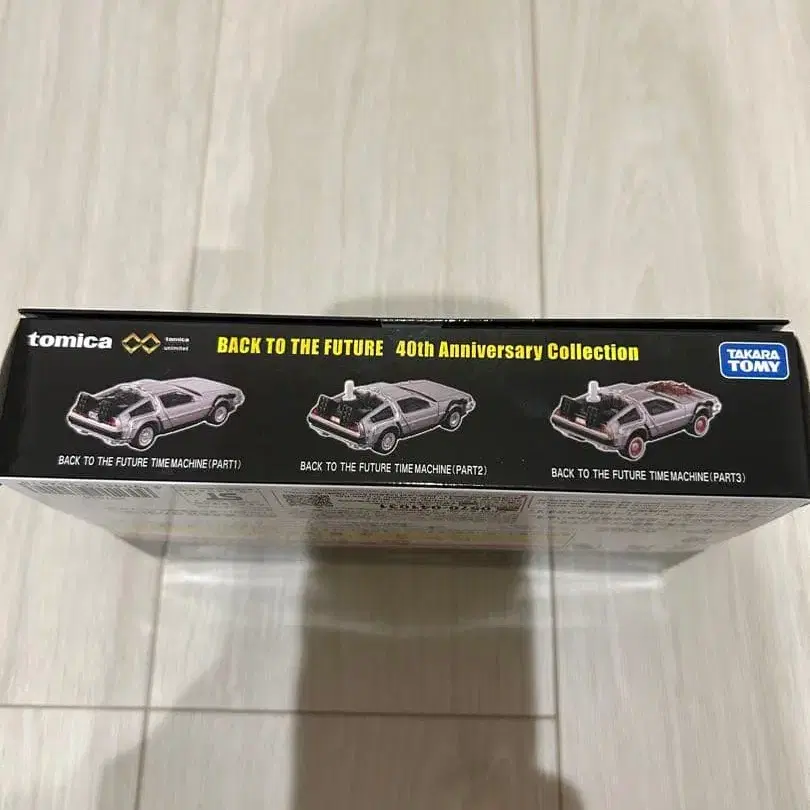 tomica
tomica
unlimited
BACK TO THE FUTURE 40th Anniversary Collection
TAKARA
TOMY
BACK TO THE FUTURE TIME MACHINE (PART1)
BACK TO THE FUTURE TIME MACHINE (PART2)
BACK TO THE FUTURE TIME MACHINE (PART3)